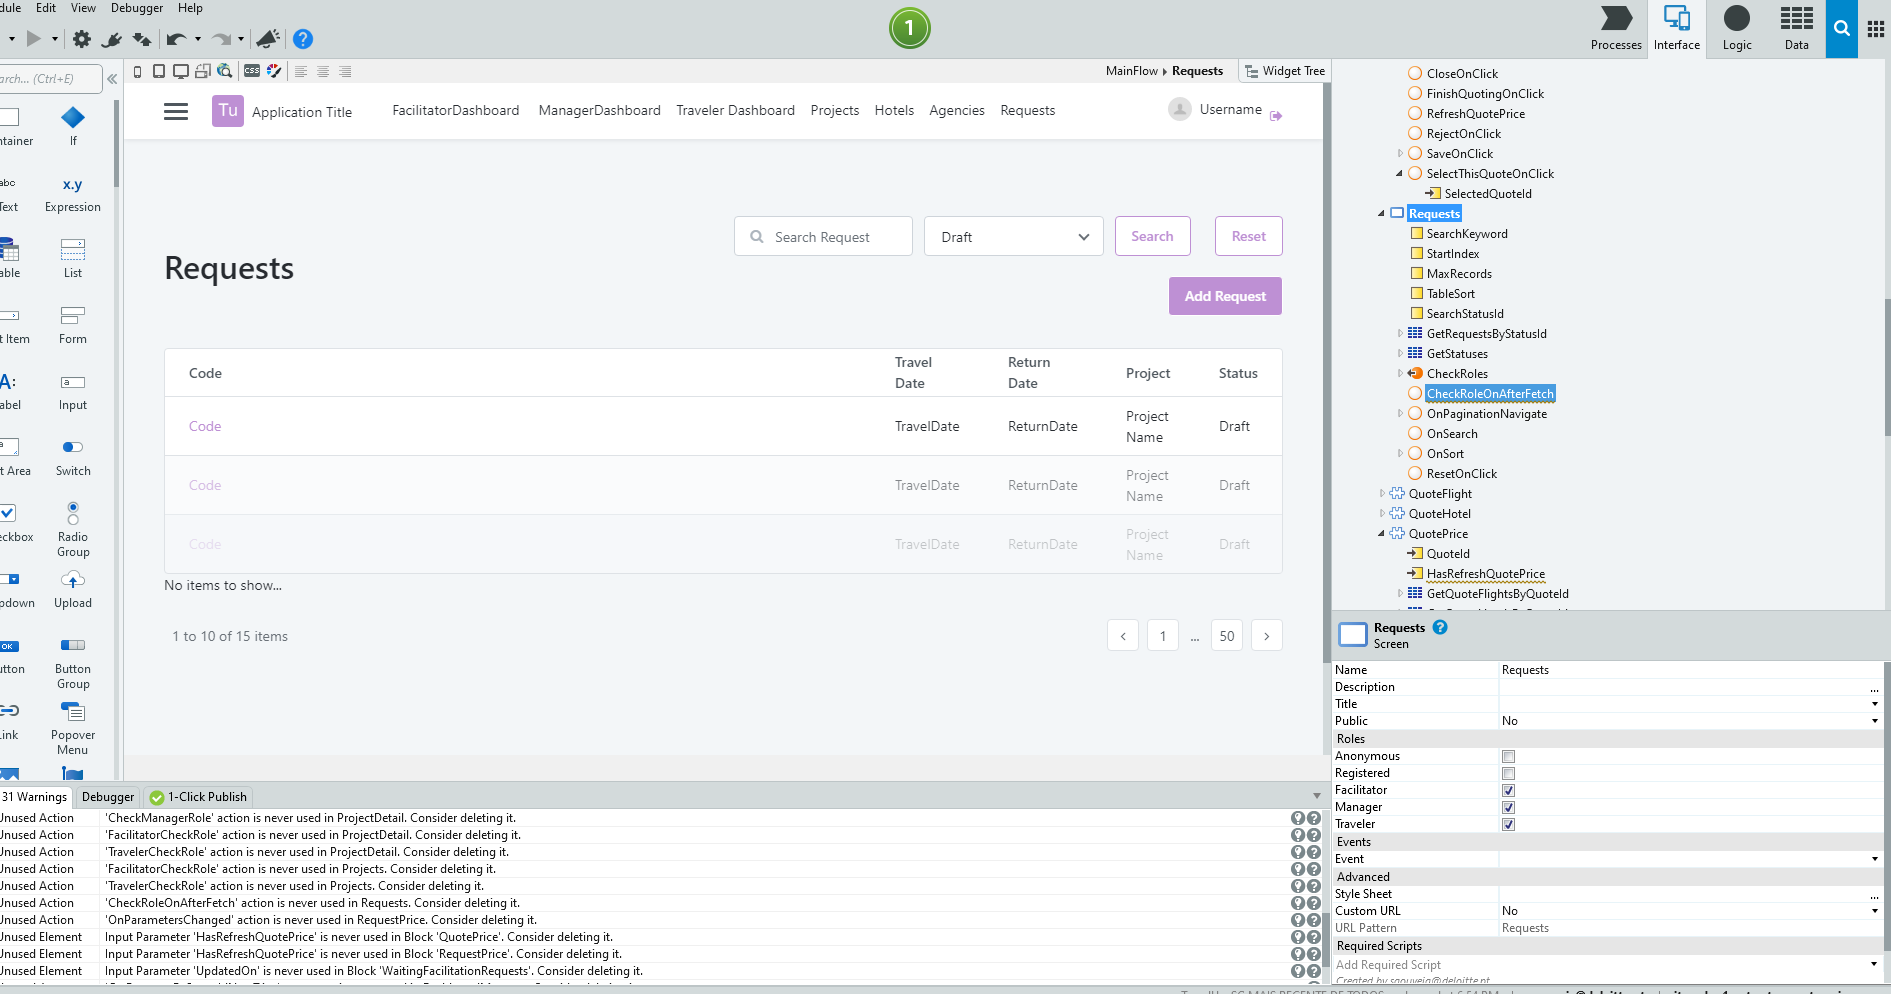 dule Edit View Debugger Help
1
Processes Interface Logic Data
arch... (Ctrl+E)
MainFlow Requests Widget Tree
ntainer If
abc x.y
Text Expression
able List
t Item Form
A:
abel Input
t Area Switch
eckbox Radio Group
pdown Upload
OK
utton Button Group
ink Popover Menu
css
Tu Application Title FacilitatorDashboard ManagerDashboard Traveler Dashboard Projects Hotels Agencies Requests Username
Search Request Draft Search Reset
Requests
Add Request
Code Travel Date Return Date Project Status
Code TravelDate ReturnDate Project Name Draft
Code TravelDate ReturnDate Project Name Draft
Code TravelDate ReturnDate Project Name Draft
No items to show...
1 to 10 of 15 items
1 ... 50
CloseOnClick
FinishQuotingOnClick
RefreshQuotePrice
RejectOnClick
SaveOnClick
SelectThisQuoteOnClick
SelectedQuoteId
Requests
SearchKeyword
StartIndex
MaxRecords
TableSort
SearchStatusId
GetRequestsByStatusId
GetStatuses
CheckRoles
CheckRoleOnAfterFetch
OnPaginationNavigate
OnSearch
OnSort
ResetOnClick
QuoteFlight
QuoteHotel
QuotePrice
QuoteId
HasRefreshQuotePrice
GetQuoteFlightsByQuoteId
Requests
Screen
Name Requests
Description ...
Title
Public No
Roles
Anonymous
Registered
Facilitator
Manager
Traveler
Events
Event
Advanced
Style Sheet ...
Custom URL No
URL Pattern Requests
Required Scripts
Add Required Script
31 Warnings Debugger 1-Click Publish
Unused Action 'CheckManagerRole' action is never used in ProjectDetail. Consider deleting it.
Unused Action 'FacilitatorCheckRole' action is never used in ProjectDetail. Consider deleting it.
Unused Action 'TravelerCheckRole' action is never used in ProjectDetail. Consider deleting it.
Unused Action 'FacilitatorCheckRole' action is never used in Projects. Consider deleting it.
Unused Action 'TravelerCheckRole' action is never used in Projects. Consider deleting it.
Unused Action 'CheckRoleOnAfterFetch' action is never used in Requests. Consider deleting it.
Unused Action 'OnParametersChanged' action is never used in RequestPrice. Consider deleting it.
Unused Element Input Parameter 'HasRefreshQuotePrice' is never used in Block 'QuotePrice'. Consider deleting it.
Unused Element Input Parameter 'HasRefreshQuotePrice' is never used in Block 'RequestPrice'. Consider deleting it.
Unused Element Input Parameter 'UpdatedOn' is never used in Block 'WaitingFacilitationRequests'. Consider deleting it.